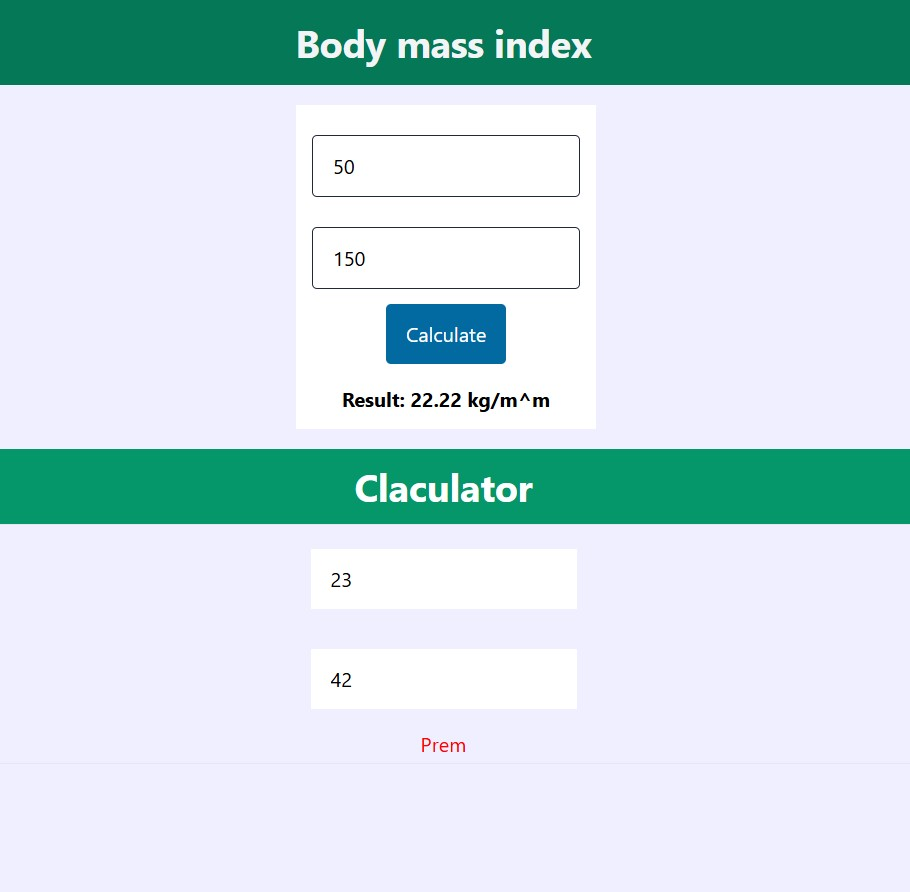 Body mass index
50
150
Calculate
Result: 22.22 kg/m^m
Claculator
23
42
Prem